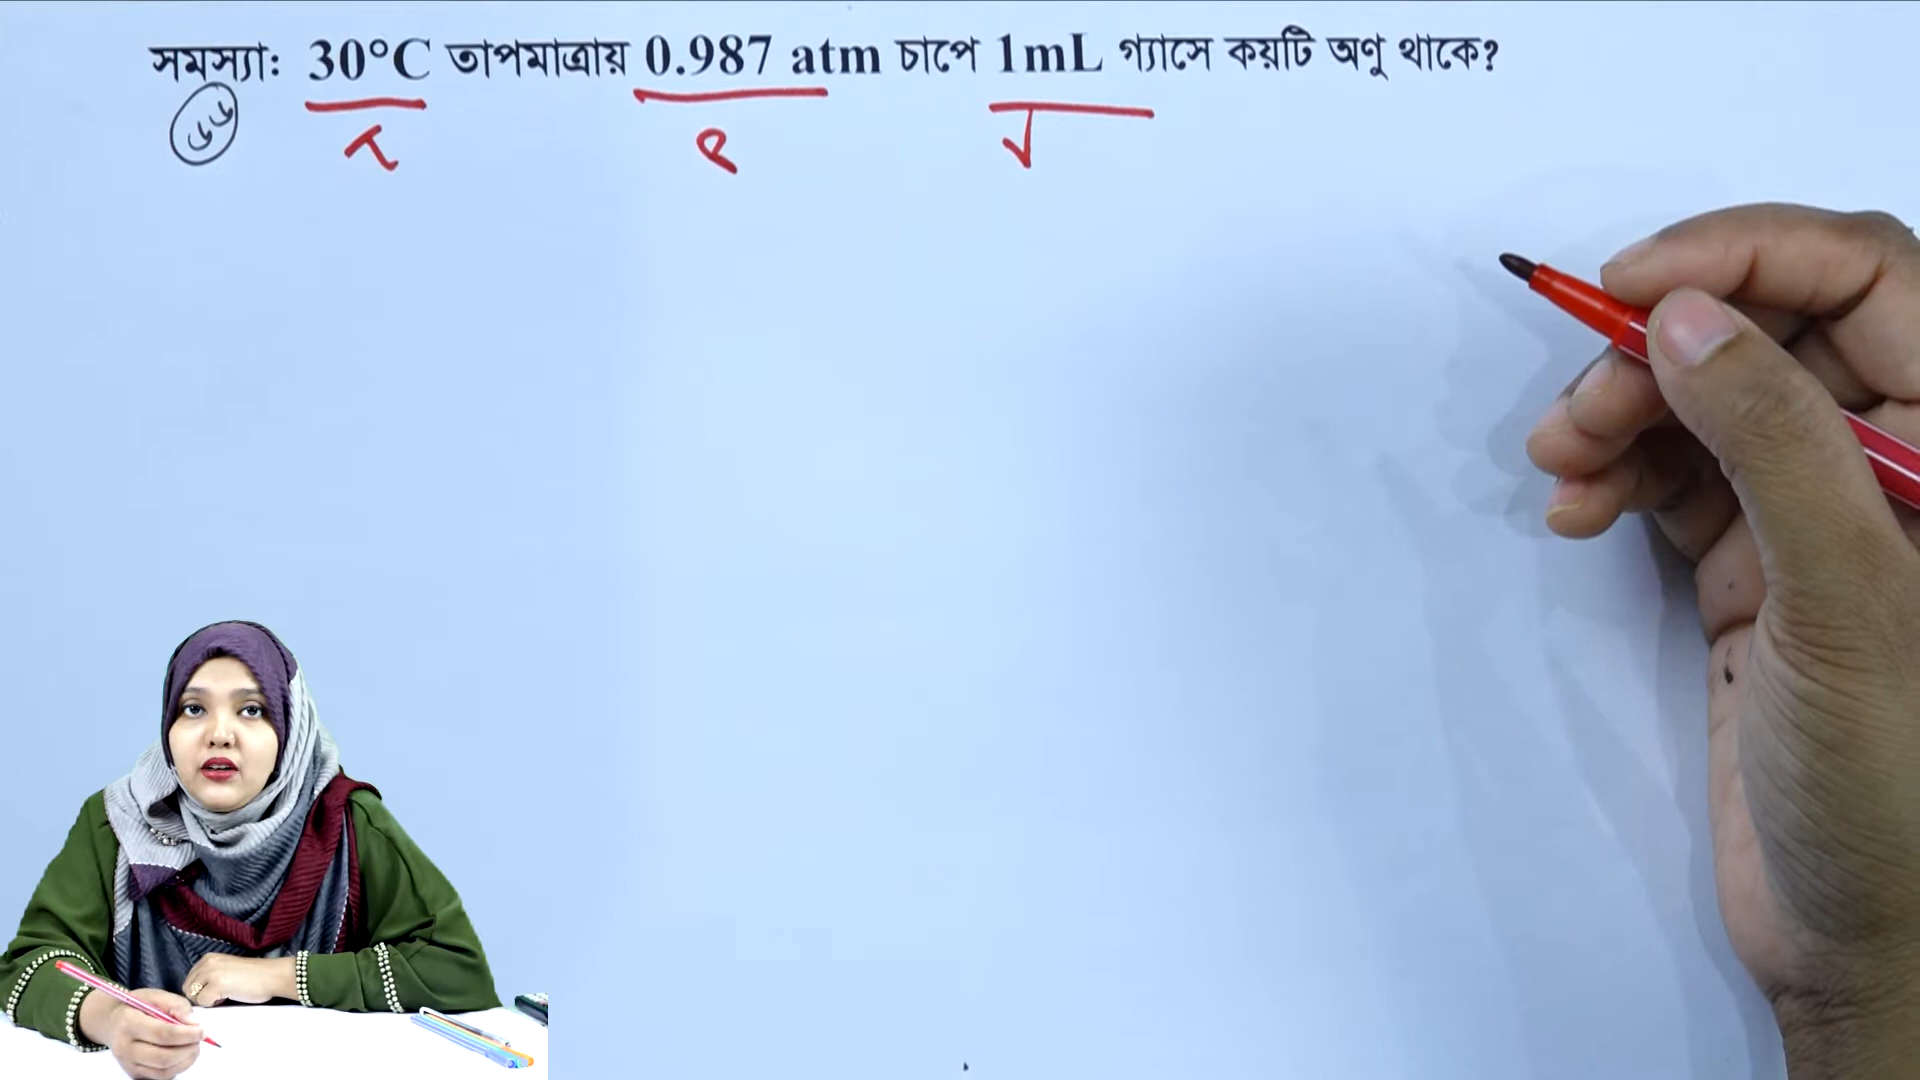 সমস্যাঃ 30°C তাপমাত্রায় 0.987 atm চাপে 1mL গ্যাসে কয়টি অণু থাকে?
৬৬ T P V